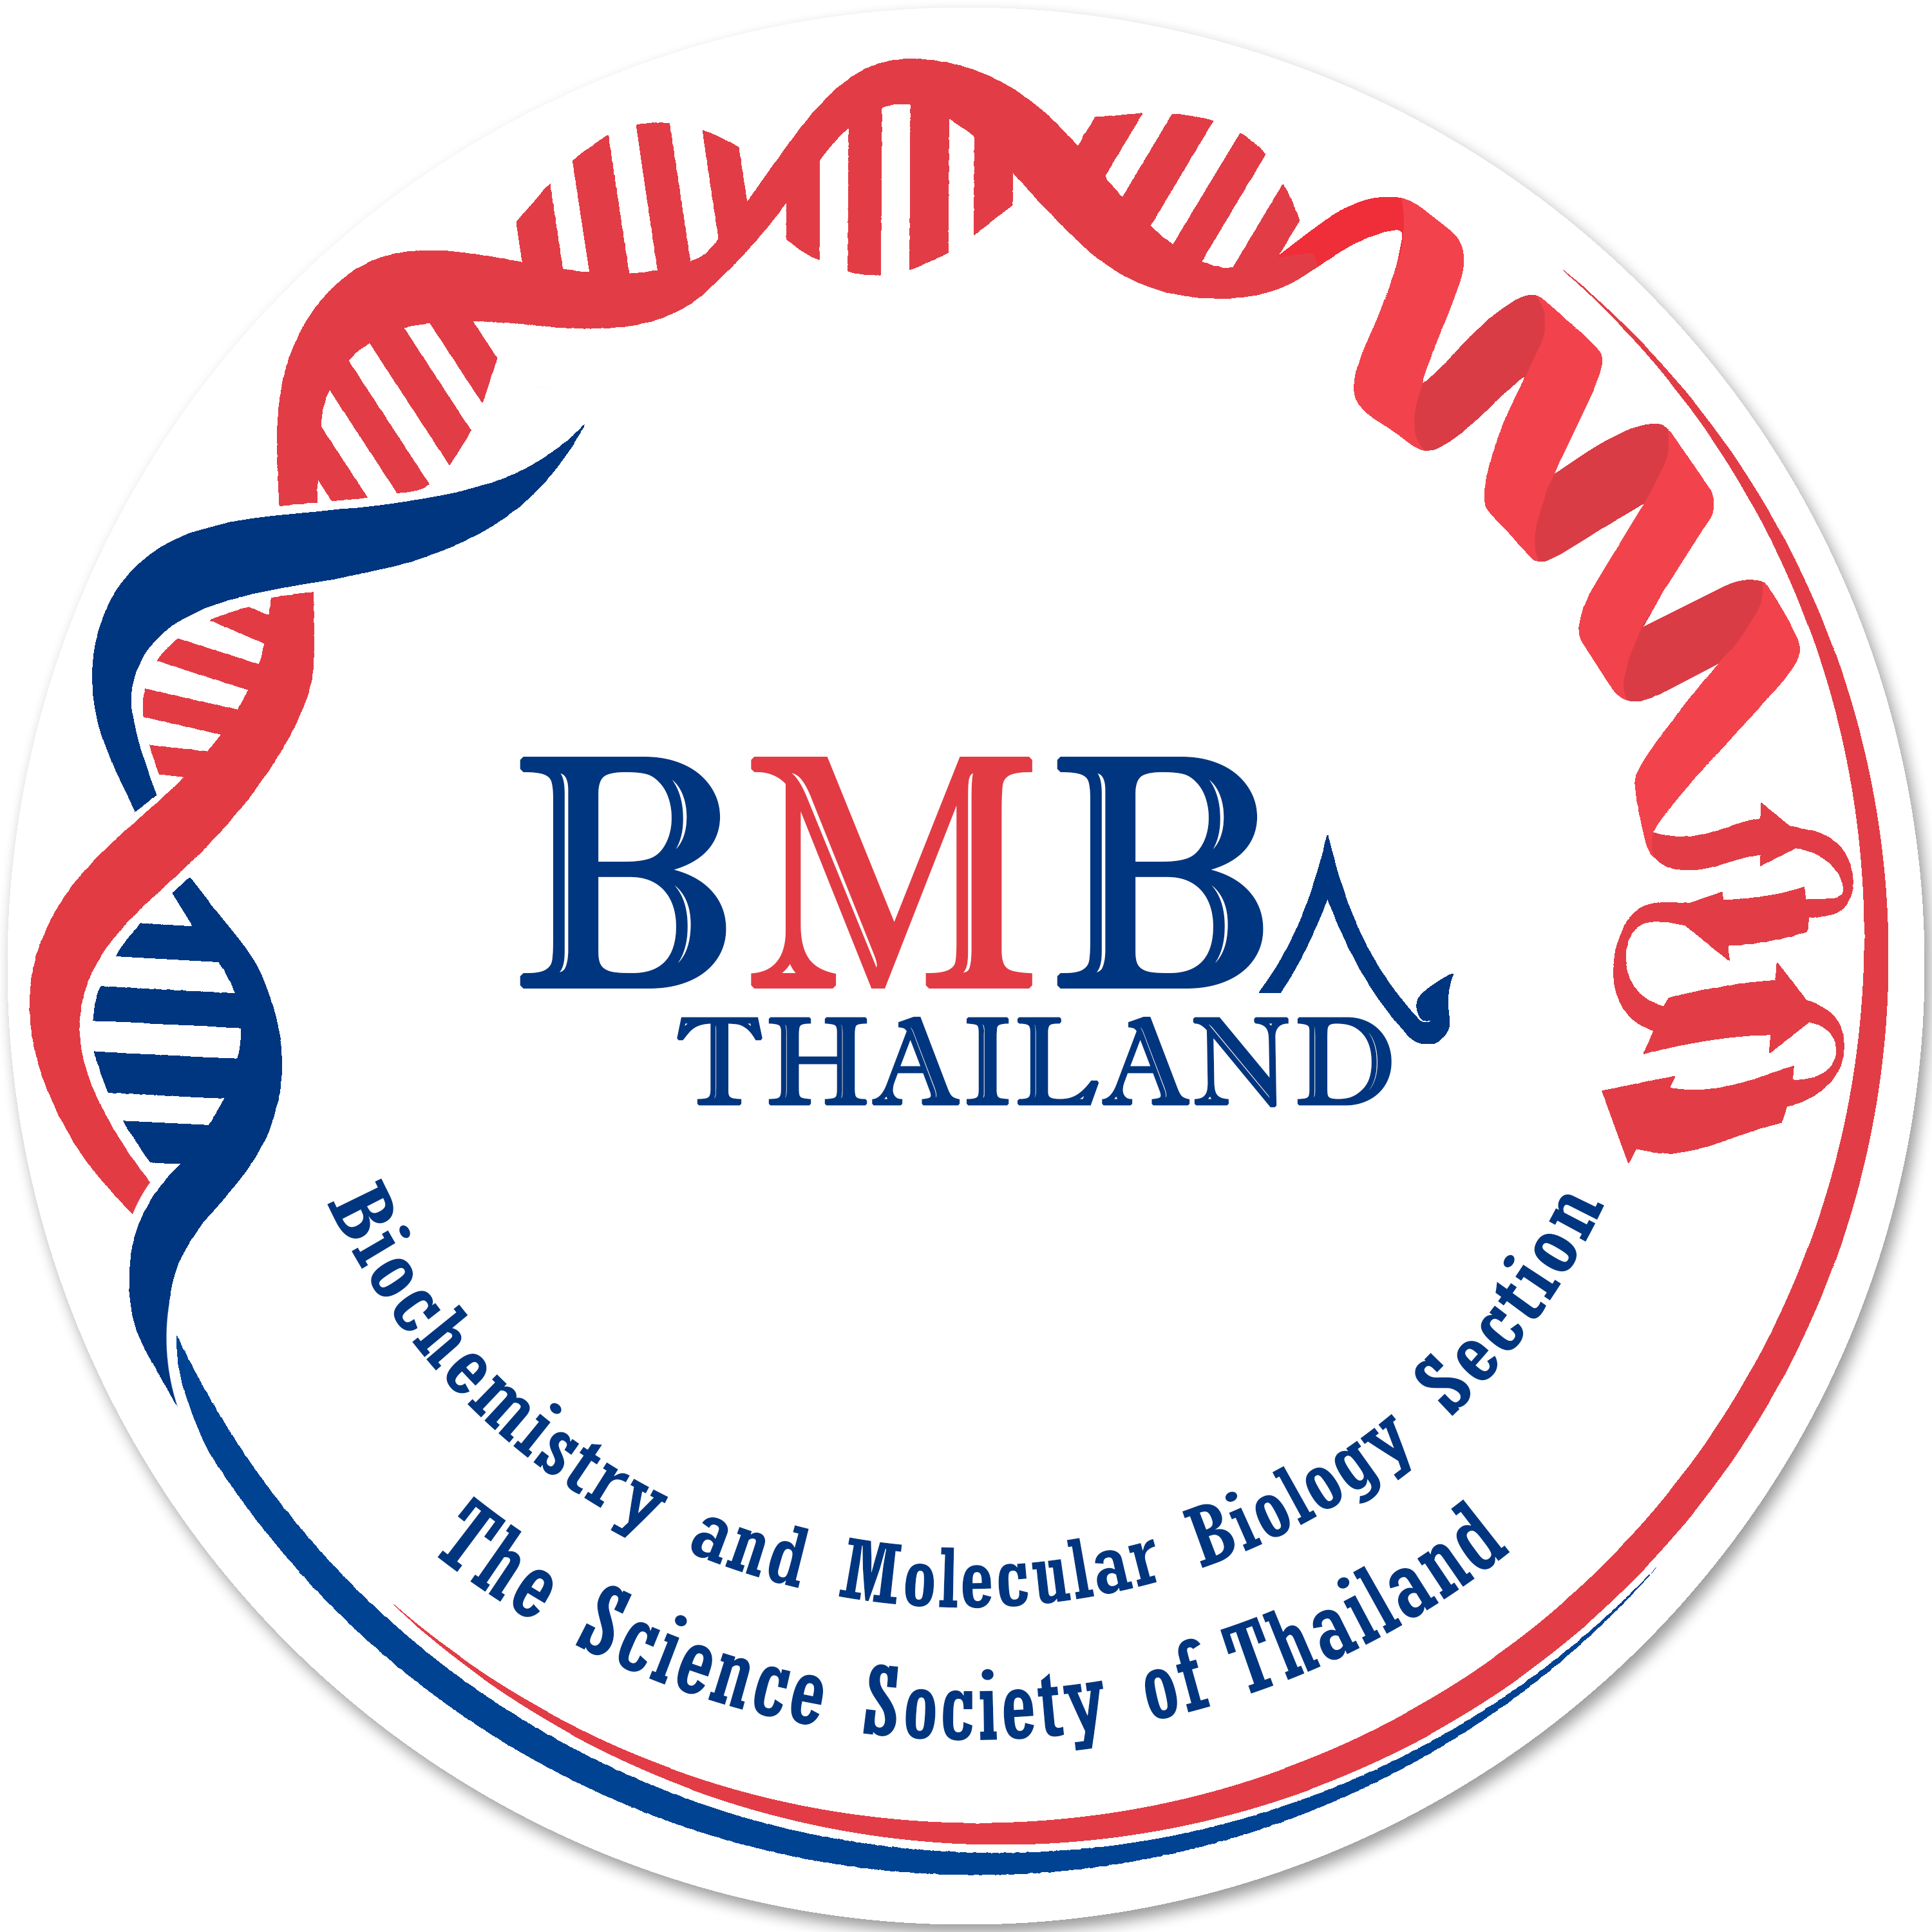 BMB
THAILAND
Biochemistry and Molecular Biology Section
The Science Society of Thailand